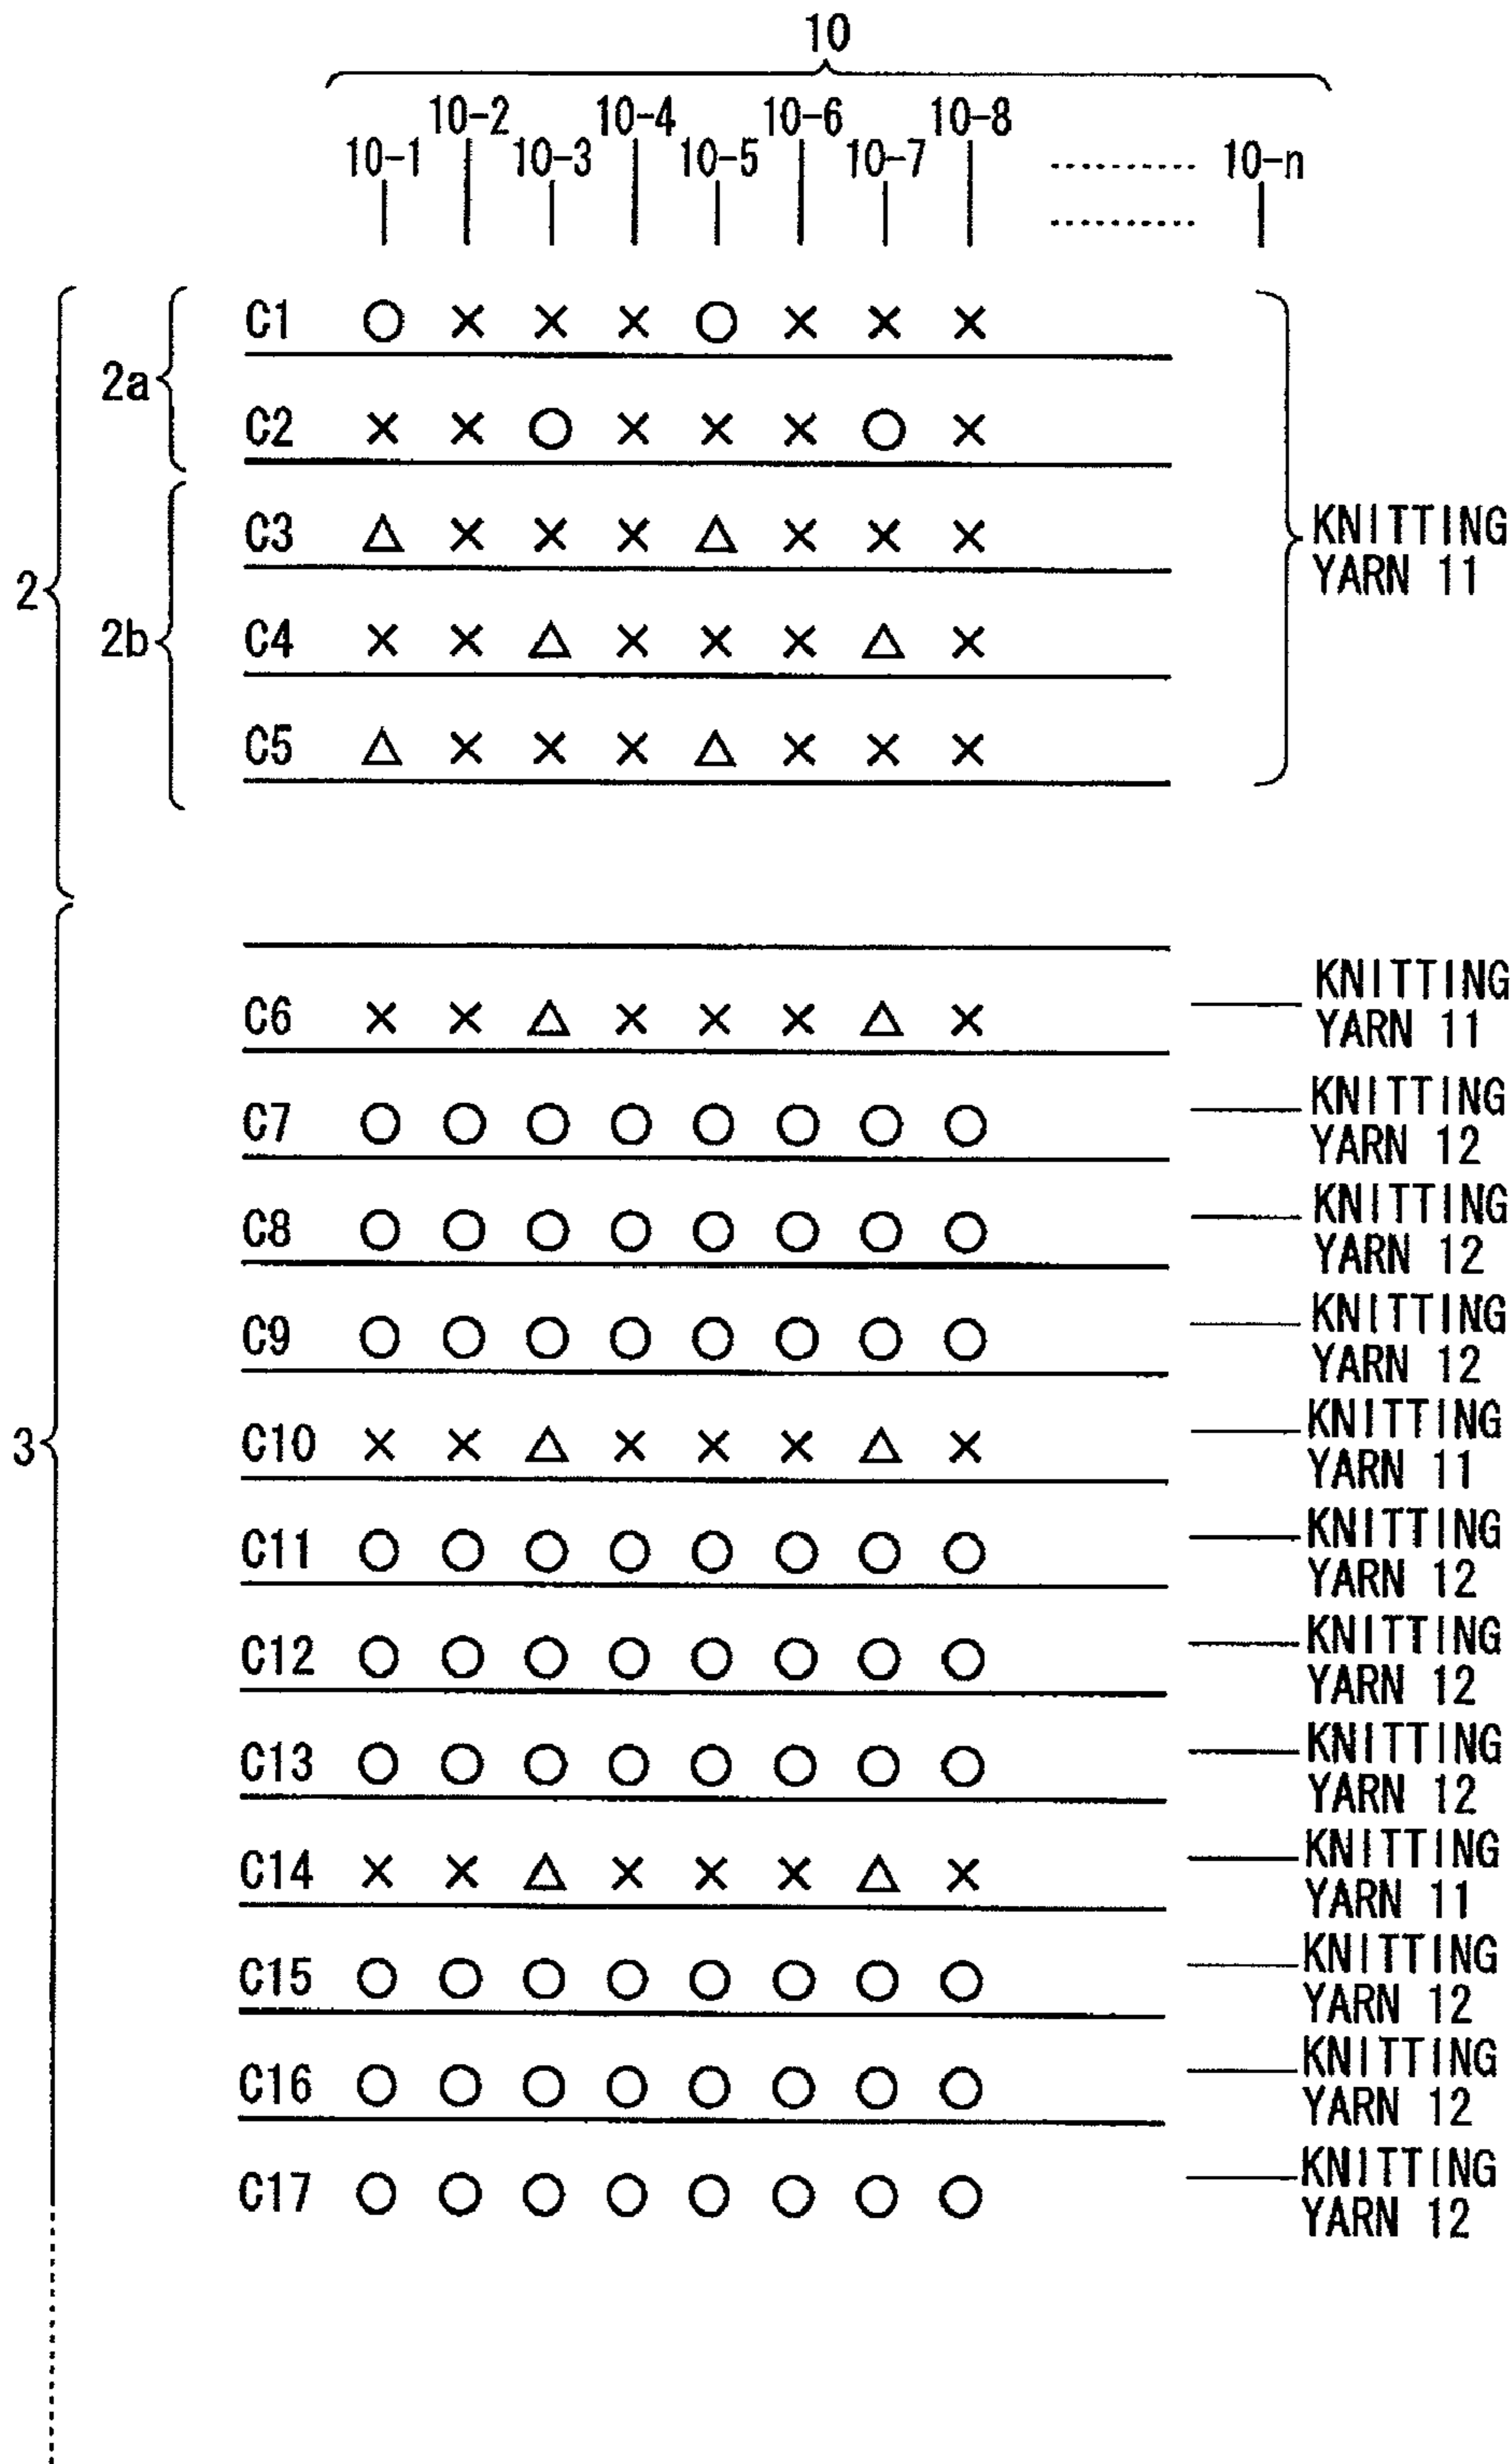 10
10-2 10-4 10-6 10-8
10-1 10-3 10-5 10-7 10-n
C1 ○ × × × ○ × × ×
2a
C2 × × ○ × × × ○ ×
C3 △ × × × △ × × ×
KNITTING
YARN 11
2
2b
C4 × × △ × × × △ ×
C5 △ × × × △ × × ×
C6 × × △ × × × △ ×
KNITTING
YARN 11
C7 ○ ○ ○ ○ ○ ○ ○ ○
KNITTING
YARN 12
C8 ○ ○ ○ ○ ○ ○ ○ ○
KNITTING
YARN 12
C9 ○ ○ ○ ○ ○ ○ ○ ○
KNITTING
YARN 12
3
C10 × × △ × × × △ ×
KNITTING
YARN 11
C11 ○ ○ ○ ○ ○ ○ ○ ○
KNITTING
YARN 12
C12 ○ ○ ○ ○ ○ ○ ○ ○
KNITTING
YARN 12
C13 ○ ○ ○ ○ ○ ○ ○ ○
KNITTING
YARN 12
C14 × × △ × × × △ ×
KNITTING
YARN 11
C15 ○ ○ ○ ○ ○ ○ ○ ○
KNITTING
YARN 12
C16 ○ ○ ○ ○ ○ ○ ○ ○
KNITTING
YARN 12
C17 ○ ○ ○ ○ ○ ○ ○ ○
KNITTING
YARN 12